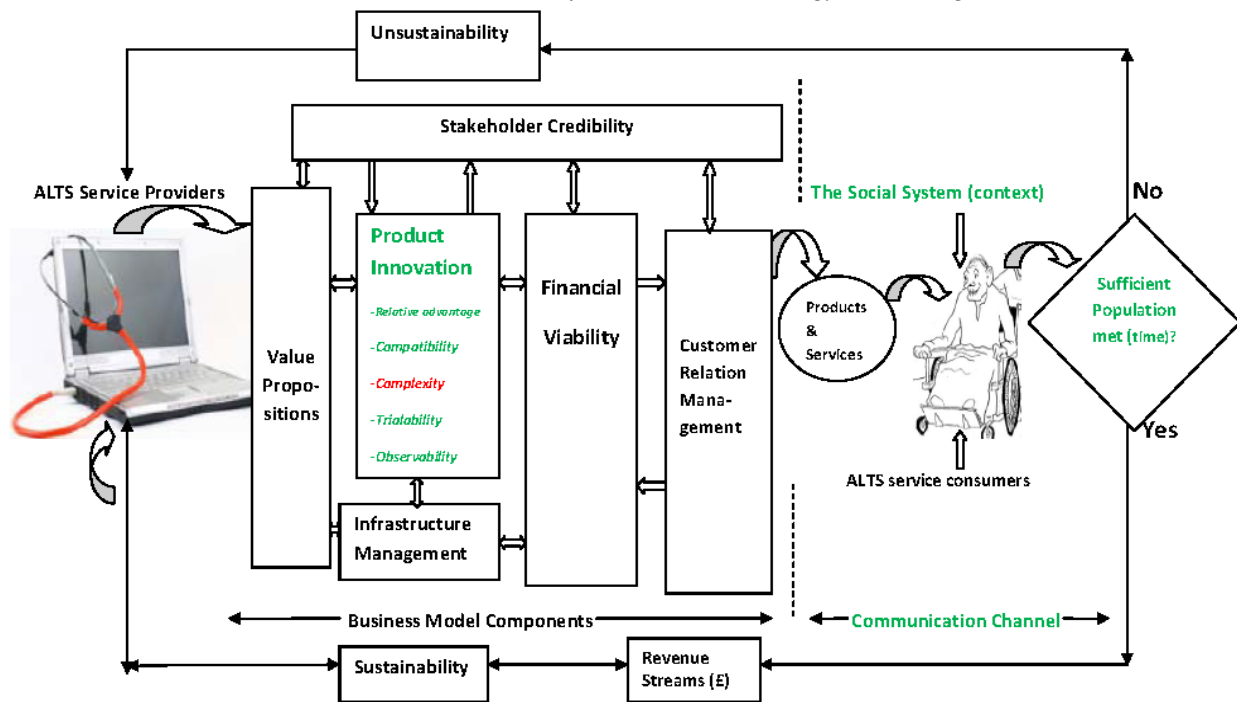 Unsustainability
Stakeholder Credibility
ALTS Service Providers
The Social System (context)
No
Value
Propo-
sitions
Product
Innovation
-Relative advantage
-Compatibility
-Complexity
-Trialability
-Observability
Infrastructure
Management
Financial
Viability
Customer
Relation
Mana-
gement
Products
&
Services
Sufficient
Population
met (time)?
Yes
ALTS service consumers
Business Model Components
Communication Channel
Sustainability
Revenue
Streams (£)